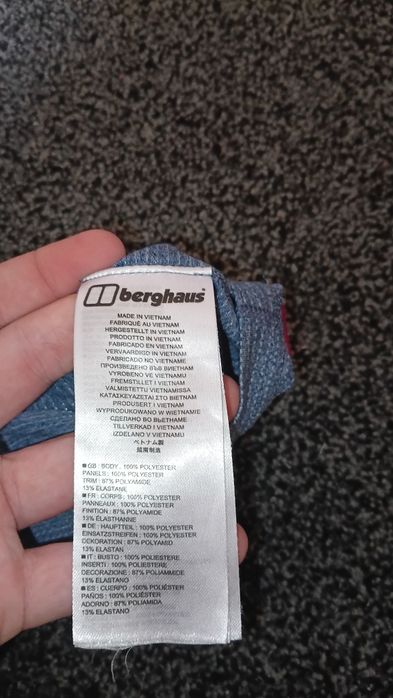 berghaus
MADE IN VIETNAM
FABRIQUÉ AU VIETNAM
HERGESTELLT IN VIETNAM
PRODOTTO IN VIETNAM
FABRICADO EN VIETNAM
VERVAARDIGD IN VIETNAM
FABRICADO NO VIETNAME
ПРОИЗВЕДЕНО ВЪВ ВИЕТНАМ
VYROBENO VE VIETNAMU
FREMSTILLET I VIETNAM
VALMISTETTU VIETNAMISSA
ΚΑΤΑΣΚΕΥΑΖΕΤΑΙ ΣΤΟ ΒΙΕΤΝΑΜ
PRODUSERT I VIETNAM
WYPRODUKOWANO W WIETNAMIE
СДЕЛАНО ВО ВЬЕТНАМЕ
TILLVERKAD I VIETNAM
IZDELANO V VIETNAMU
ベトナム製
越南制造
GB : BODY : 100% POLYESTER
PANELS : 100% POLYESTER
TRIM : 87% POLYAMIDE
13% ELASTANE
FR : CORPS : 100% POLYESTER
PANNEAUX : 100% POLYESTER
FINITION : 87% POLYAMIDE
13% ÉLASTHANNE
DE : HAUPTTEIL : 100% POLYESTER
EINSATZSTREIFEN : 100% POLYESTER
DEKORATION : 87% POLYAMID
13% ELASTAN
IT : BUSTO : 100% POLIESTERE
INSERTI : 100% POLIESTERE
DECORAZIONE : 87% POLIAMMIDE
13% ELASTANO
ES : CUERPO : 100% POLIÉSTER
PAÑOS : 100% POLIÉSTER
ADORNO : 87% POLIAMIDA
13% ELASTANO